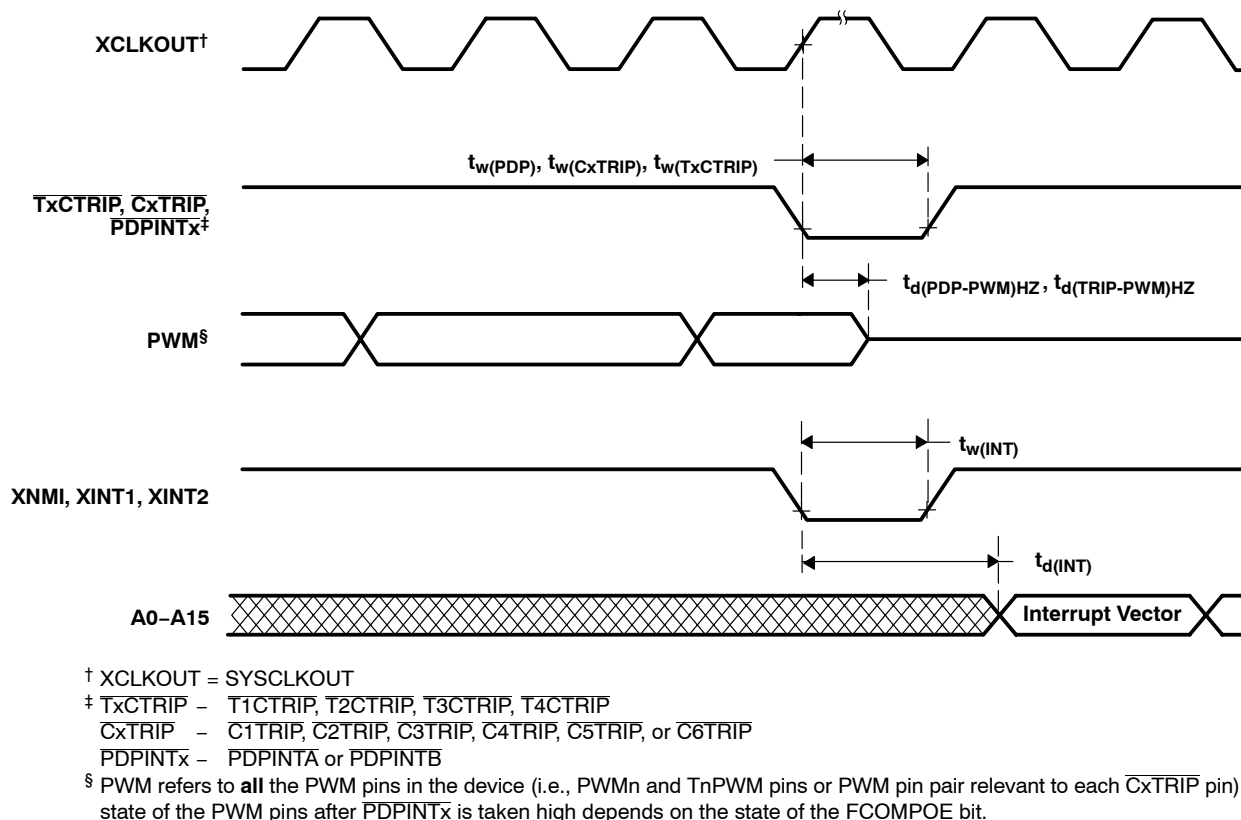 XCLKOUT†
tw(PDP), tw(CxTRIP), tw(TxCTRIP)
TxCTRIP, CxTRIP,
PDPINTx‡
td(PDP-PWM)HZ, td(TRIP-PWM)HZ
PWM§
tw(INT)
XNMI, XINT1, XINT2
td(INT)
A0−A15
Interrupt Vector
† XCLKOUT = SYSCLKOUT
‡ TxCTRIP − T1CTRIP, T2CTRIP, T3CTRIP, T4CTRIP
CxTRIP − C1TRIP, C2TRIP, C3TRIP, C4TRIP, C5TRIP, or C6TRIP
PDPINTx − PDPINTA or PDPINTB
§ PWM refers to all the PWM pins in the device (i.e., PWMn and TnPWM pins or PWM pin pair relevant to each CxTRIP pin)
state of the PWM pins after PDPINTx is taken high depends on the state of the FCOMPOE bit.